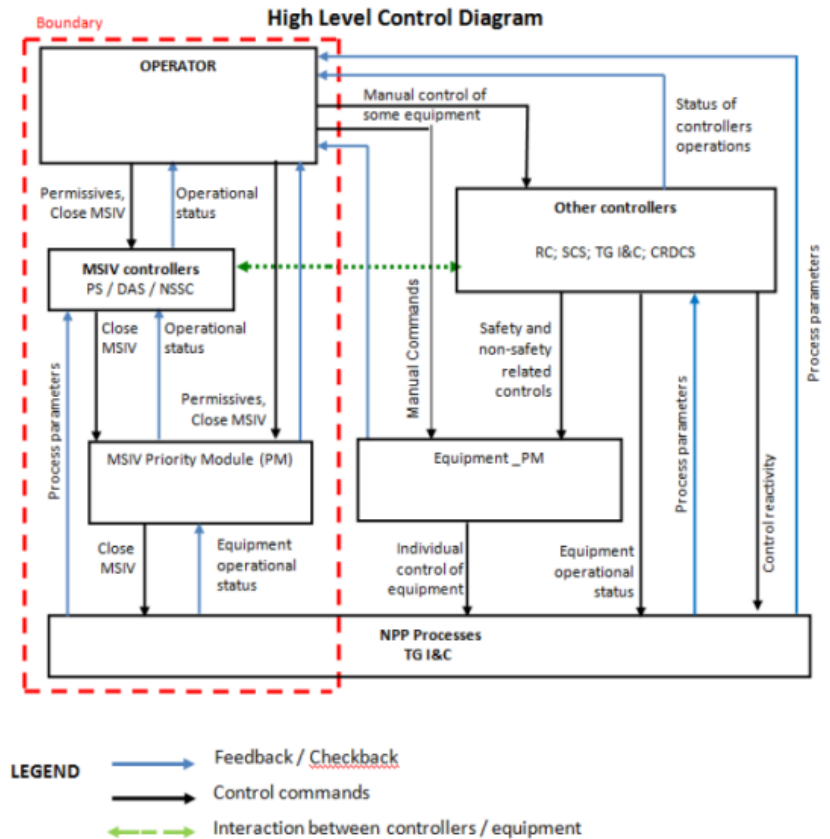 High Level Control Diagram
Boundary
OPERATOR
Manual control of
some equipment
Status of
controllers
operations
Permissives,
Close MSIV
Operational
status
Other controllers
RC; SCS; TG I&C; CRDCS
MSIV controllers
PS / DAS / NSSC
Close
MSIV
Operational
status
Safety and
non-safety
related
controls
Manual Commands
Process parameters
Process parameters
Permissives,
Close MSIV
Process parameters
Control reactivity
MSIV Priority Module (PM)
Equipment _PM
Close
MSIV
Equipment
operational
status
Individual
control of
equipment
Equipment
operational
status
NPP Processes
TG I&C
LEGEND
Feedback / Checkback
Control commands
Interaction between controllers / equipment